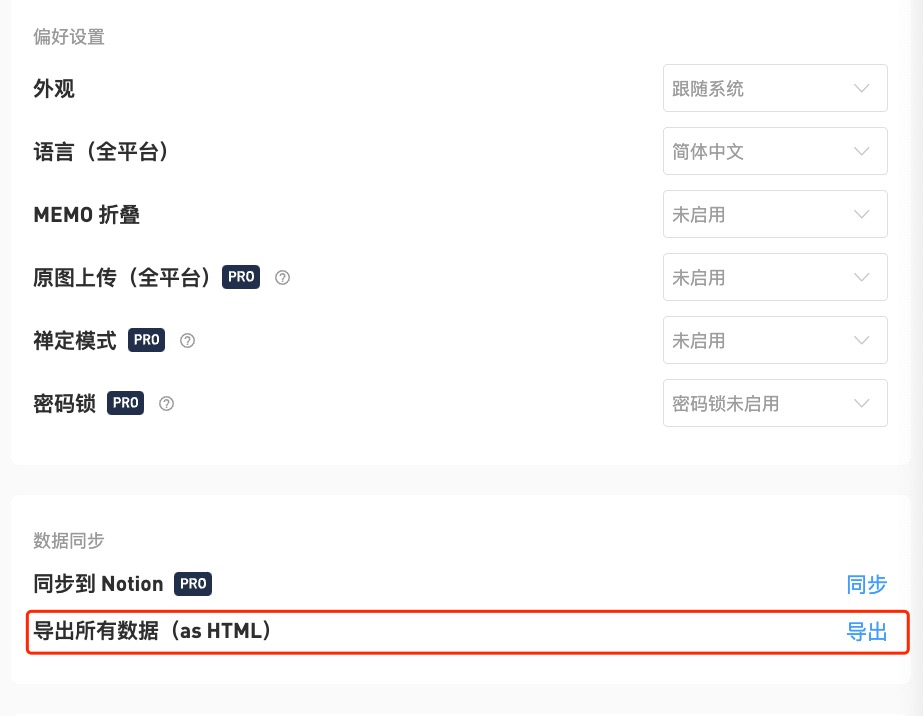 偏好设置
外观 跟随系统
语言（全平台） 简体中文
MEMO 折叠 未启用
原图上传（全平台） PRO ? 未启用
禅定模式 PRO ? 未启用
密码锁 PRO ? 密码锁未启用
数据同步
同步到 Notion PRO 同步
导出所有数据（as HTML） 导出